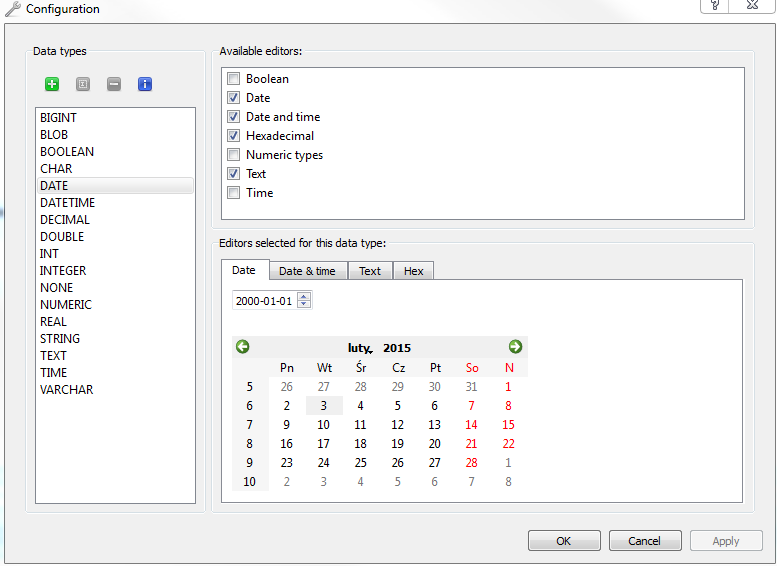 Configuration
?
Data types
BIGINT
BLOB
BOOLEAN
CHAR
DATE
DATETIME
DECIMAL
DOUBLE
INT
INTEGER
NONE
NUMERIC
REAL
STRING
TEXT
TIME
VARCHAR
Available editors:
Boolean
Date
Date and time
Hexadecimal
Numeric types
Text
Time
Editors selected for this data type:
Date Date & time Text Hex
2000-01-01
luty 2015
Pn Wt Śr Cz Pt So N
5 26 27 28 29 30 31 1
6 2 3 4 5 6 7 8
7 9 10 11 12 13 14 15
8 16 17 18 19 20 21 22
9 23 24 25 26 27 28 1
10 2 3 4 5 6 7 8
OK Cancel Apply